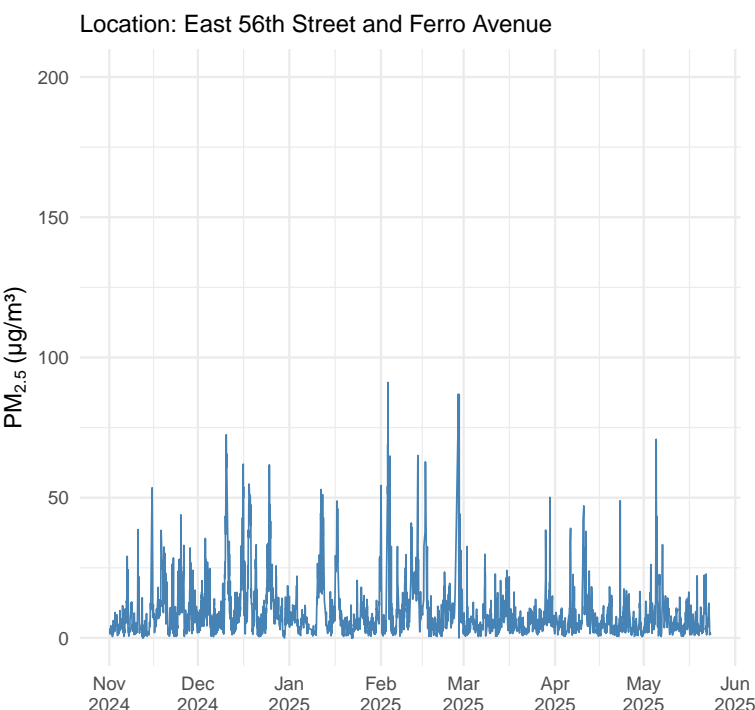 Location: East 56th Street and Ferro Avenue
200
150
100
50
0
PM₂.₅ (µg/m³)
Nov Dec Jan Feb Mar Apr May Jun
2024 2024 2025 2025 2025 2025 2025 2025